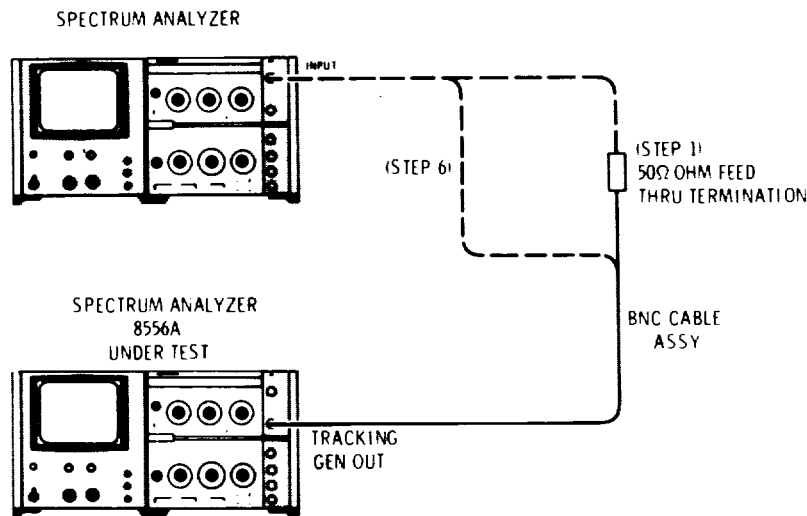 SPECTRUM ANALYZER
INPUT
(STEP 6)
(STEP 1)
50Ω OHM FEED
THRU TERMINATION
SPECTRUM ANALYZER
8556A
UNDER TEST
BNC CABLE
ASSY
TRACKING
GEN OUT